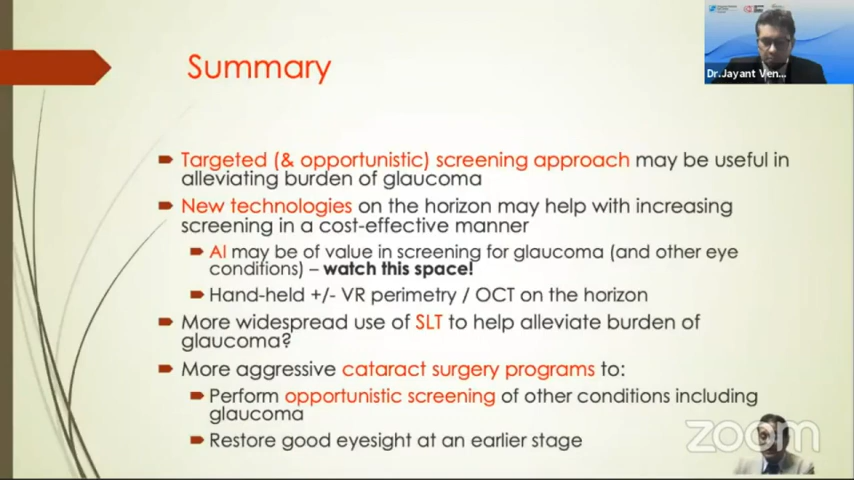 Summary
Dr.Jayant Ven...
Targeted (& opportunistic) screening approach may be useful in
alleviating burden of glaucoma
New technologies on the horizon may help with increasing
screening in a cost-effective manner
AI may be of value in screening for glaucoma (and other eye
conditions) – watch this space!
Hand-held +/- VR perimetry / OCT on the horizon
More widespread use of SLT to help alleviate burden of
glaucoma?
More aggressive cataract surgery programs to:
Perform opportunistic screening of other conditions including
glaucoma
Restore good eyesight at an earlier stage
zoom